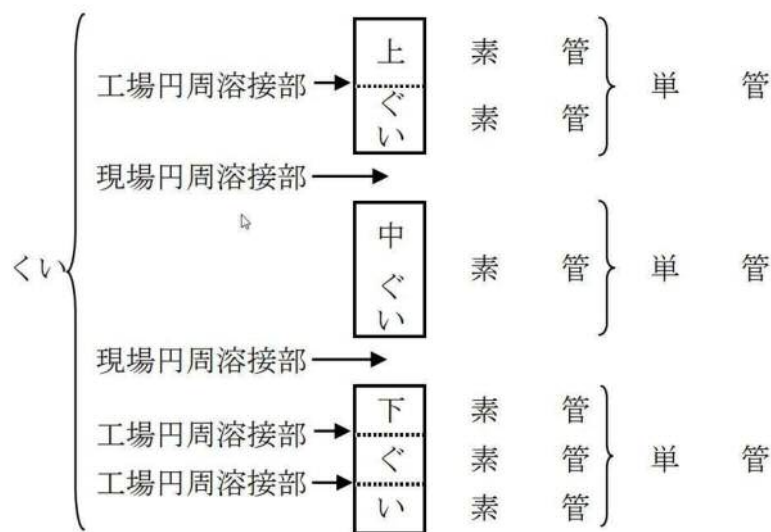 上 素 管
工場円周溶接部 単 管
ぐい 素 管
現場円周溶接部
中ぐい
くい 素 管 単 管
現場円周溶接部
下 素 管
工場円周溶接部
ぐ 素 管 単 管
工場円周溶接部
い 素 管